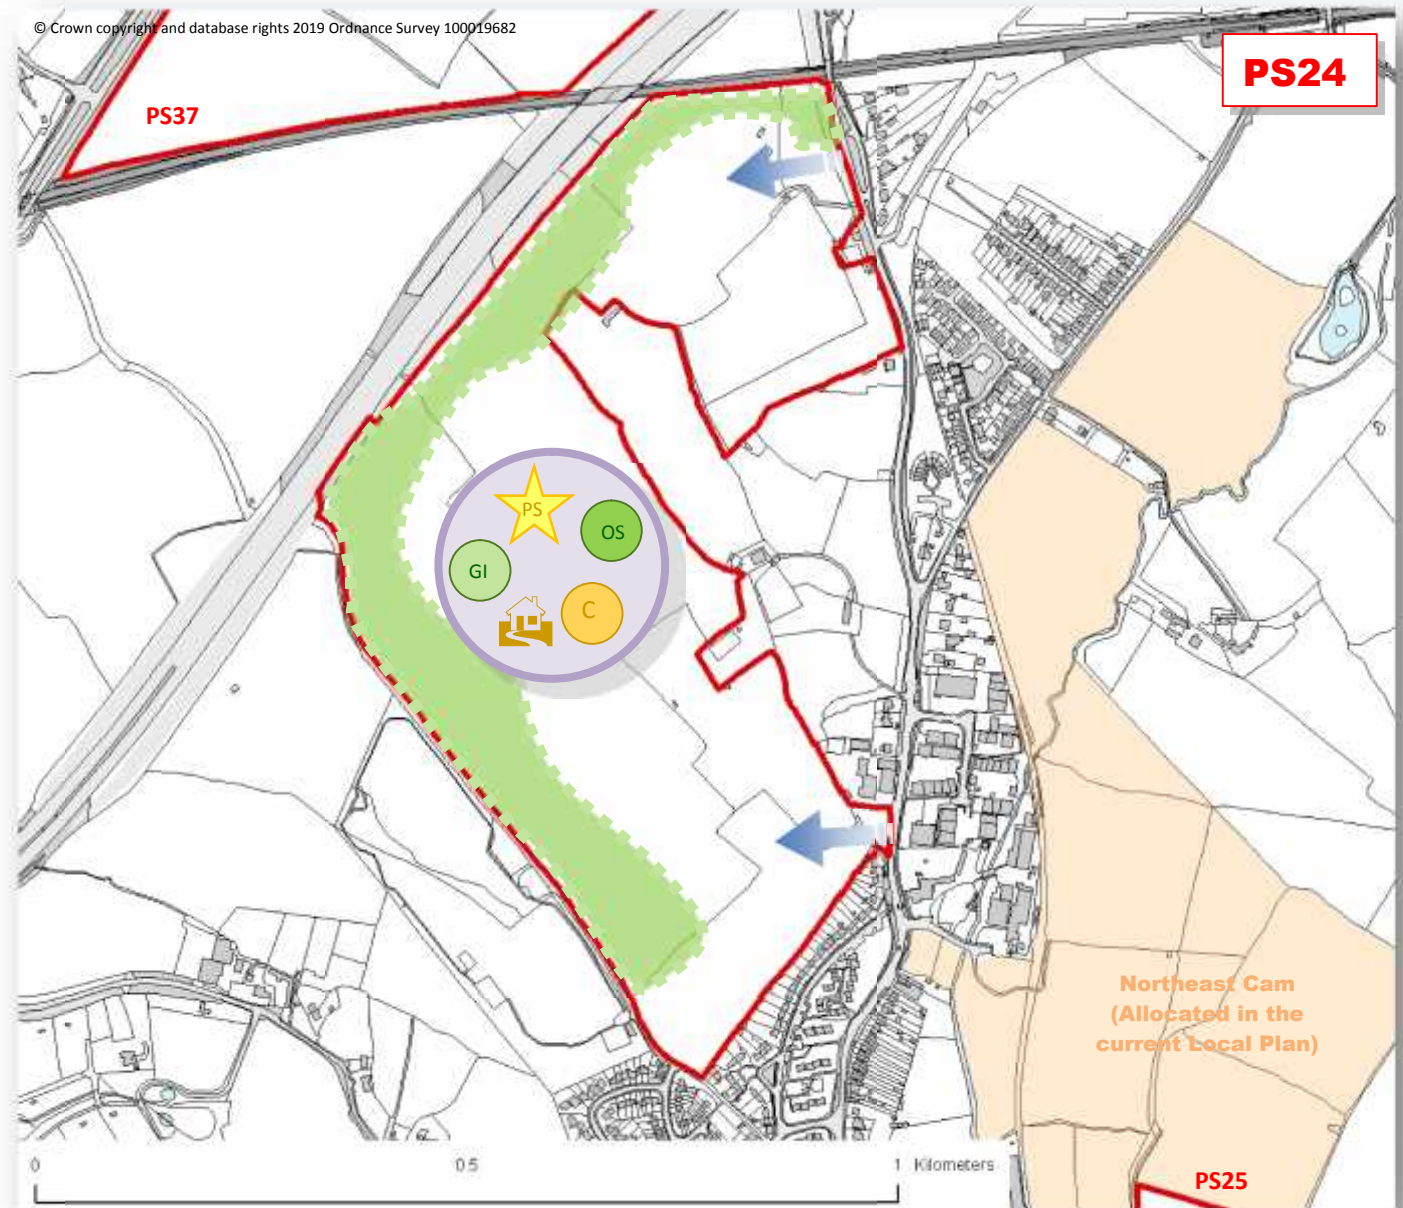 © Crown copyright and database rights 2019 Ordnance Survey 100019682
PS24
PS37
PS
OS
GI
C
Northeast Cam
(Allocated in the
current Local Plan)
0
0.5
1 Kilometers
PS25